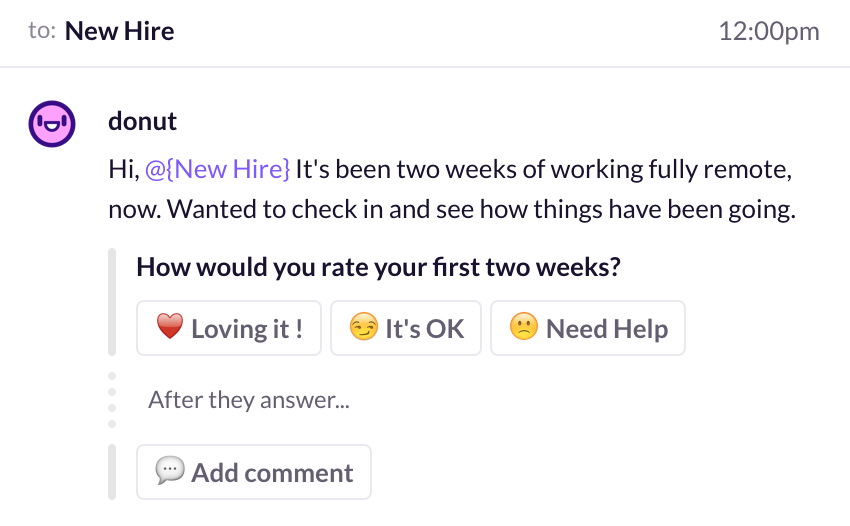 to: New Hire 12:00pm
donut
Hi, @{New Hire} It's been two weeks of working fully remote,
now. Wanted to check in and see how things have been going.
How would you rate your first two weeks?
Loving it ! It's OK Need Help
After they answer...
Add comment